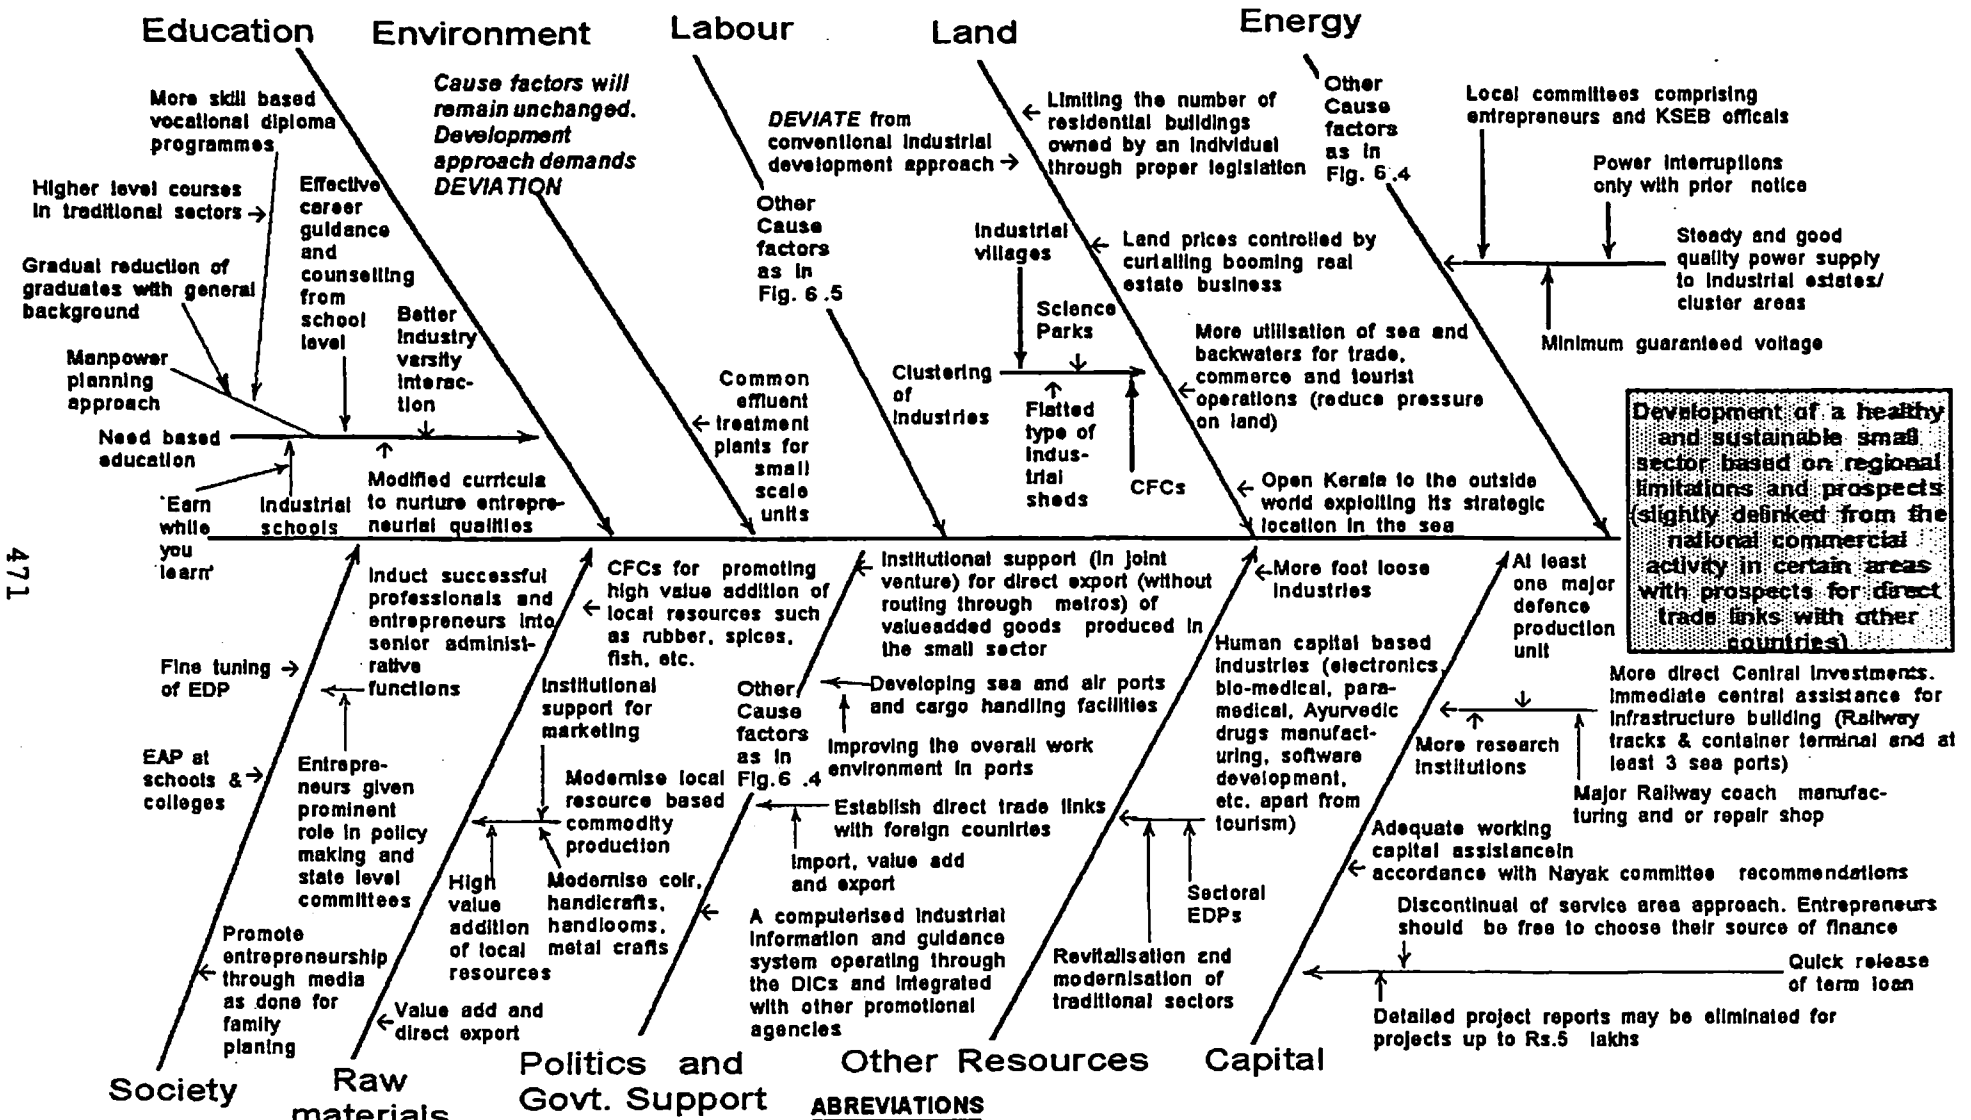 Education
Environment
Labour
Land
Energy
More skill based
vocational diploma
programmes
Higher level courses
in traditional sectors
Gradual reduction of
graduates with general
background
Manpower
planning
approach
Need based
education
'Earn
while
you
learn'
Industrial
schools
Effective
career
guidance
and
counselling
from
school
level
Better
Industry
varsity
interac-
tion
Modified curricula
to nurture entrepre-
neurial qualities
Cause factors will
remain unchanged.
Development
approach demands
DEVIATION
Common
effluent
treatment
plants for
small
scale
units
Other
Cause
factors
as in
Fig. 6.5
DEVIATE from
conventional industrial
development approach
Industrial
villages
Science
Parks
Clustering
of
industries
Flatted
type of
indus-
trial
sheds
CFCs
Limiting the number of
residential buildings
owned by an individual
through proper legislation
Land prices controlled by
curtailing booming real
estate business
More utilisation of sea and
backwaters for trade,
commerce and tourist
operations (reduce pressure
on land)
Open Kerala to the outside
world exploiting its strategic
location in the sea
Other
Cause
factors
as in
Fig. 6.4
Local committees comprising
entrepreneurs and KSEB officals
Power interruptions
only with prior notice
Steady and good
quality power supply
to industrial estates/
cluster areas
Minimum guaranteed voltage
Development of a healthy
and sustainable small
sector based on regional
limitations and prospects
(slightly delinked from the
national commercial
activity in certain areas
with prospects for direct
trade links with other
countries)
471
Fine tuning
of EDP
EAP at
schools &
colleges
Induct successful
professionals and
entrepreneurs into
senior administ-
rative
functions
Entrepre-
neurs given
prominent
role in policy
making and
state level
committees
Promote
entrepreneurship
through media
as done for
family
planing
Society
CFCs for promoting
high value addition of
local resources such
as rubber, spices,
fish, etc.
Institutional
support for
marketing
Modernise local
resource based
commodity
production
High
value
addition
of local
resources
Modernise coir,
handicrafts,
handlooms,
metal crafts
Value add and
direct export
Raw
materials
Institutional support (in joint
venture) for direct export (without
routing through metros) of
valueadded goods produced in
the small sector
Other
Cause
factors
as in
Fig.6.4
Developing sea and air ports
and cargo handling facilities
Improving the overall work
environment in ports
Establish direct trade links
with foreign countries
Import, value add
and export
A computerised industrial
information and guidance
system operating through
the DICs and integrated
with other promotional
agencies
Politics and
Govt. Support
More foot loose
industries
Human capital based
industries (electronics,
bio-medical, para-
medical, Ayurvedic
drugs manufact-
uring, software
development,
etc. apart from
tourism)
Sectoral
EDPs
Revitalisation and
modernisation of
traditional sectors
Other Resources
At least
one major
defence
production
unit
More direct Central investments.
Immediate central assistance for
infrastructure building (Railway
tracks & container terminal and at
least 3 sea ports)
More research
institutions
Major Railway coach manufac-
turing and or repair shop
Adequate working
capital assistancein
accordance with Nayak committee recommendations
Discontinual of service area approach. Entrepreneurs
should be free to choose their source of finance
Quick release
of term loan
Detailed project reports may be eliminated for
projects up to Rs.5 lakhs
Capital
ABREVIATIONS